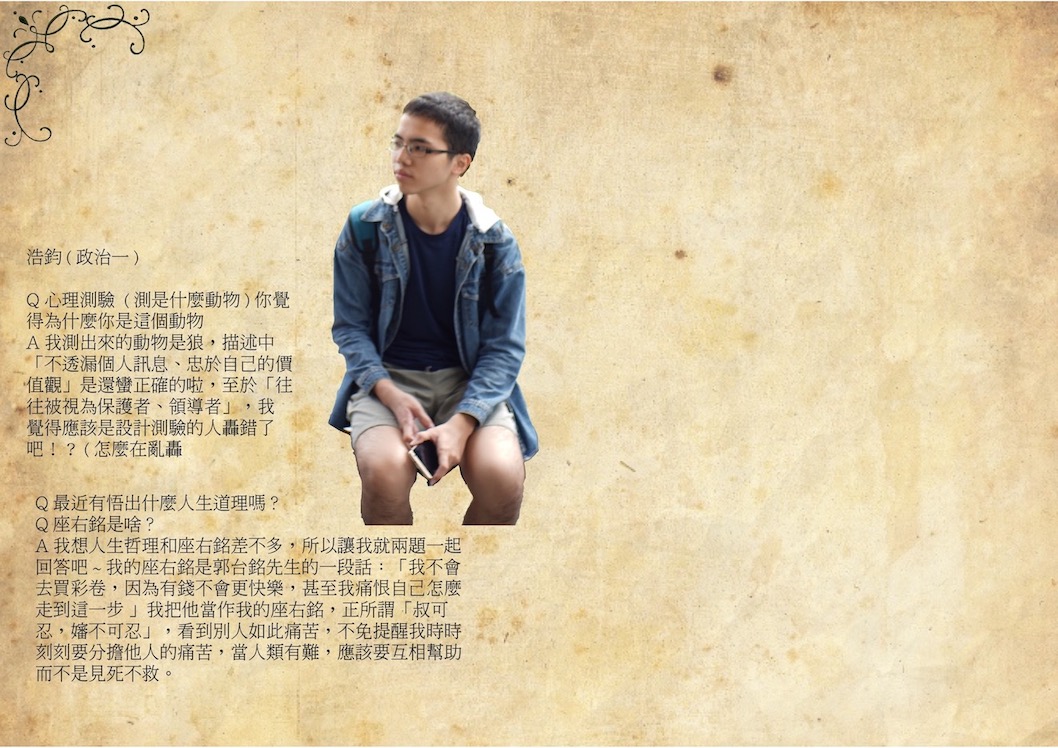 浩鈞 ( 政治一 )
Q 心理測驗（測是什麼動物 ) 你覺
得為什麼你是這個動物
A 我測出來的動物是狼，描述中
「不透漏個人訊息、忠於自己的價
值觀」是還蠻正確的啦，至於「往
往被視為保護者、領導者」，我
覺得應該是設計測驗的人轟錯了
吧！？ ( 怎麼在亂轟
Q 最近有悟出什麼人生道理嗎？
Q 座右銘是啥？
A 我想人生哲理和座右銘差不多，所以讓我就兩題一起
回答吧 ~ 我的座右銘是郭台銘先生的一段話：「我不會
去買彩卷，因為有錢不會更快樂，甚至我痛恨自己怎麼
走到這一步 」我把他當作我的座右銘，正所謂「叔可
忍，嬸不可忍」，看到別人如此痛苦，不免提醒我時時
刻刻要分擔他人的痛苦，當人類有難，應該要互相幫助
而不是見死不救。